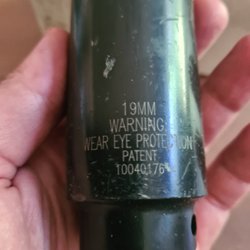 19MM
WARNING:
WEAR EYE PROTECTION
PATENT
T0040176